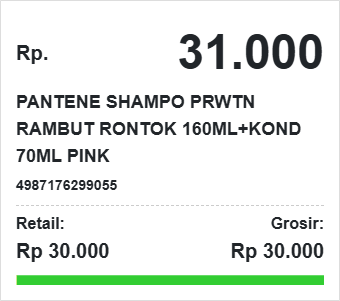 Rp. 31.000
PANTENE SHAMPO PRWTN
RAMBUT RONTOK 160ML+KOND
70ML PINK
4987176299055
Retail: Grosir:
Rp 30.000 Rp 30.000